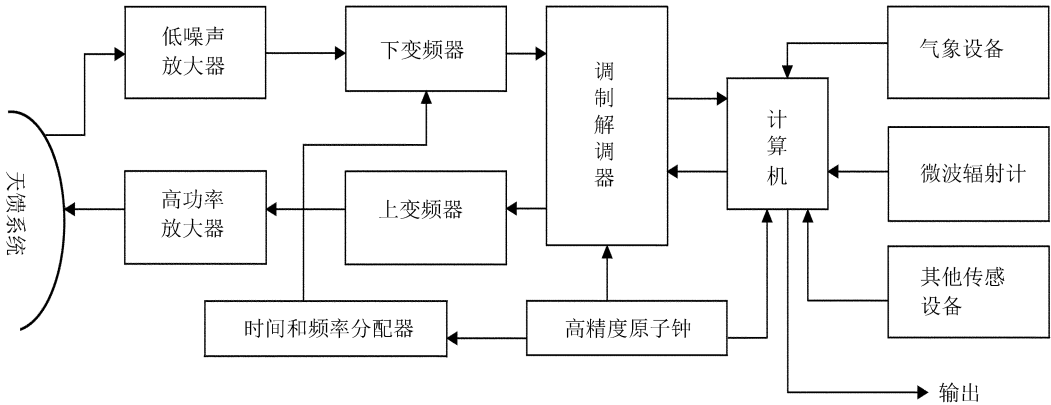 低噪声
放大器
下变频器
调制解调器
气象设备
计算机
微波辐射计
天馈系统
高功率
放大器
上变频器
其他传感
设备
时间和频率分配器
高精度原子钟
输出